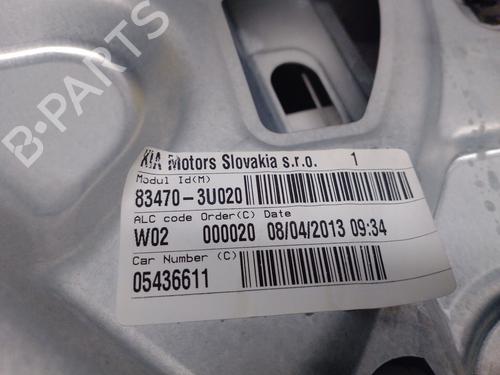 B-PARTS
KIA Motors Slovakia s.r.o. 1
Modul Id(M)
83470-3U020
ALC code Order(C) Date
W02 000020 08/04/2013 09:34
Car Number (C)
05436611